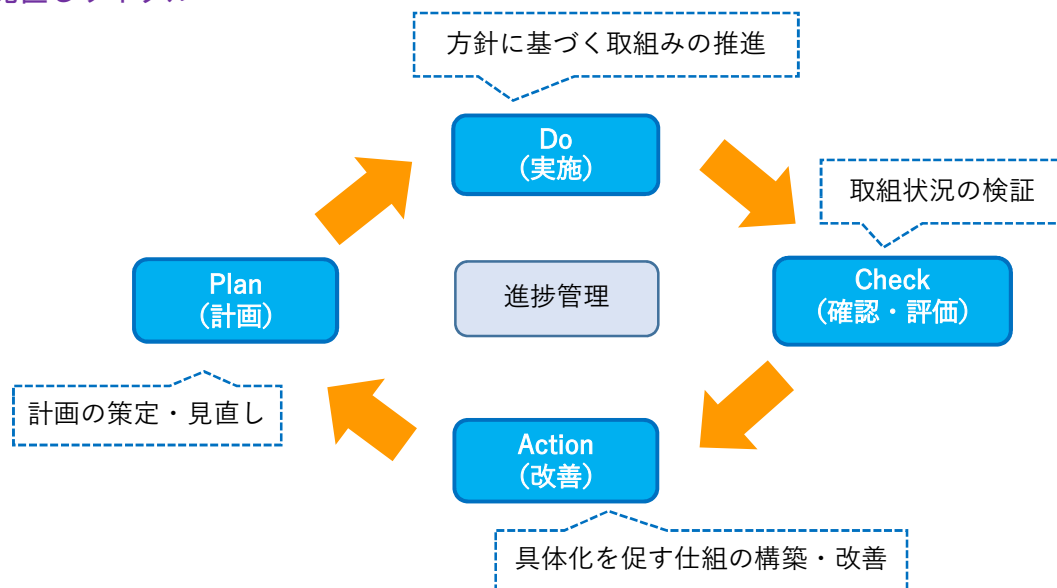 方針に基づく取組みの推進
Do
(実施)
取組状況の検証
Plan
(計画)
進捗管理
Check
(確認・評価)
計画の策定・見直し
Action
(改善)
具体化を促す仕組の構築・改善